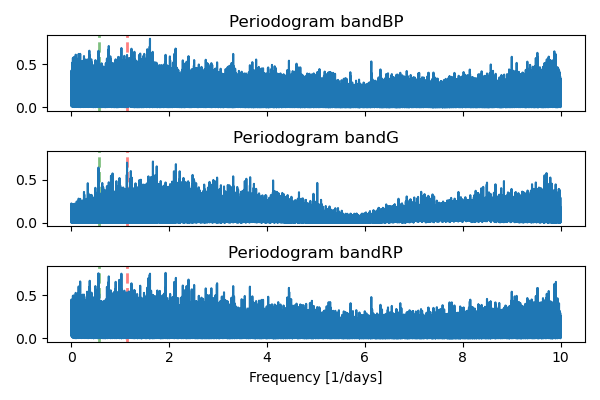 Periodogram bandBP
0.5
0.0
Periodogram bandG
0.5
0.0
Periodogram bandRP
0.5
0.0
0 2 4 6 8 10
Frequency [1/days]